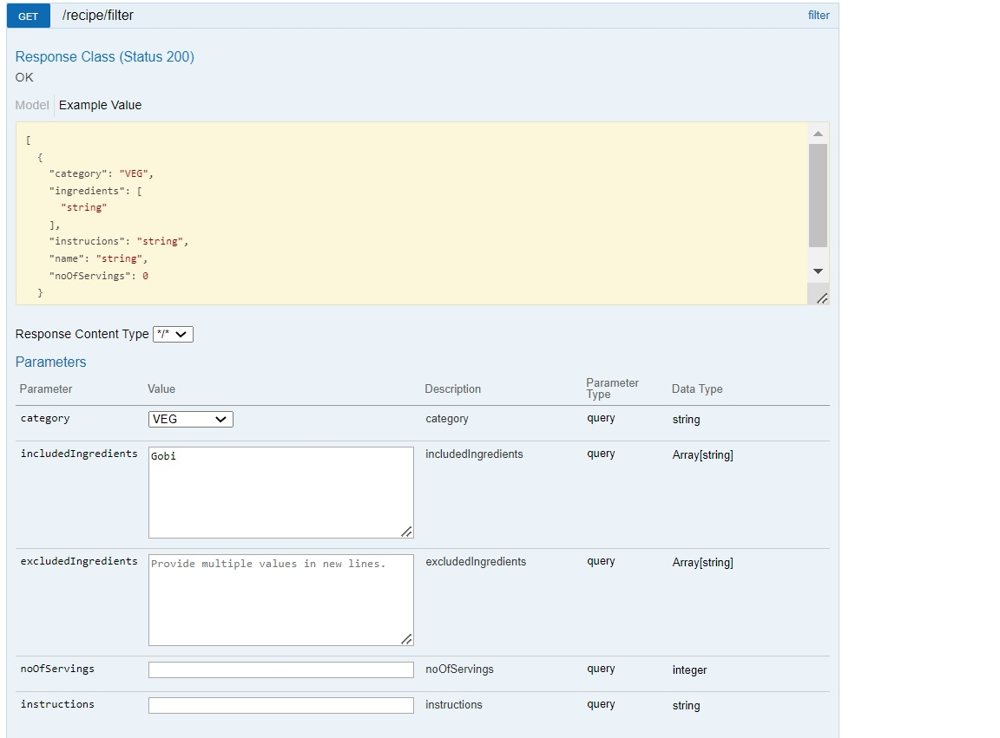 GET /recipe/filter filter
Response Class (Status 200)
OK
Model Example Value
[
{
"category": "VEG",
"ingredients": [
"string"
],
"instrucions": "string",
"name": "string",
"noOfServings": 0
}
Response Content Type */*
Parameters
Parameter Value Description Parameter Type Data Type
category VEG category query string
includedIngredients Gobi includedIngredients query Array[string]
excludedIngredients Provide multiple values in new lines. excludedIngredients query Array[string]
noOfServings noOfServings query integer
instructions instructions query string